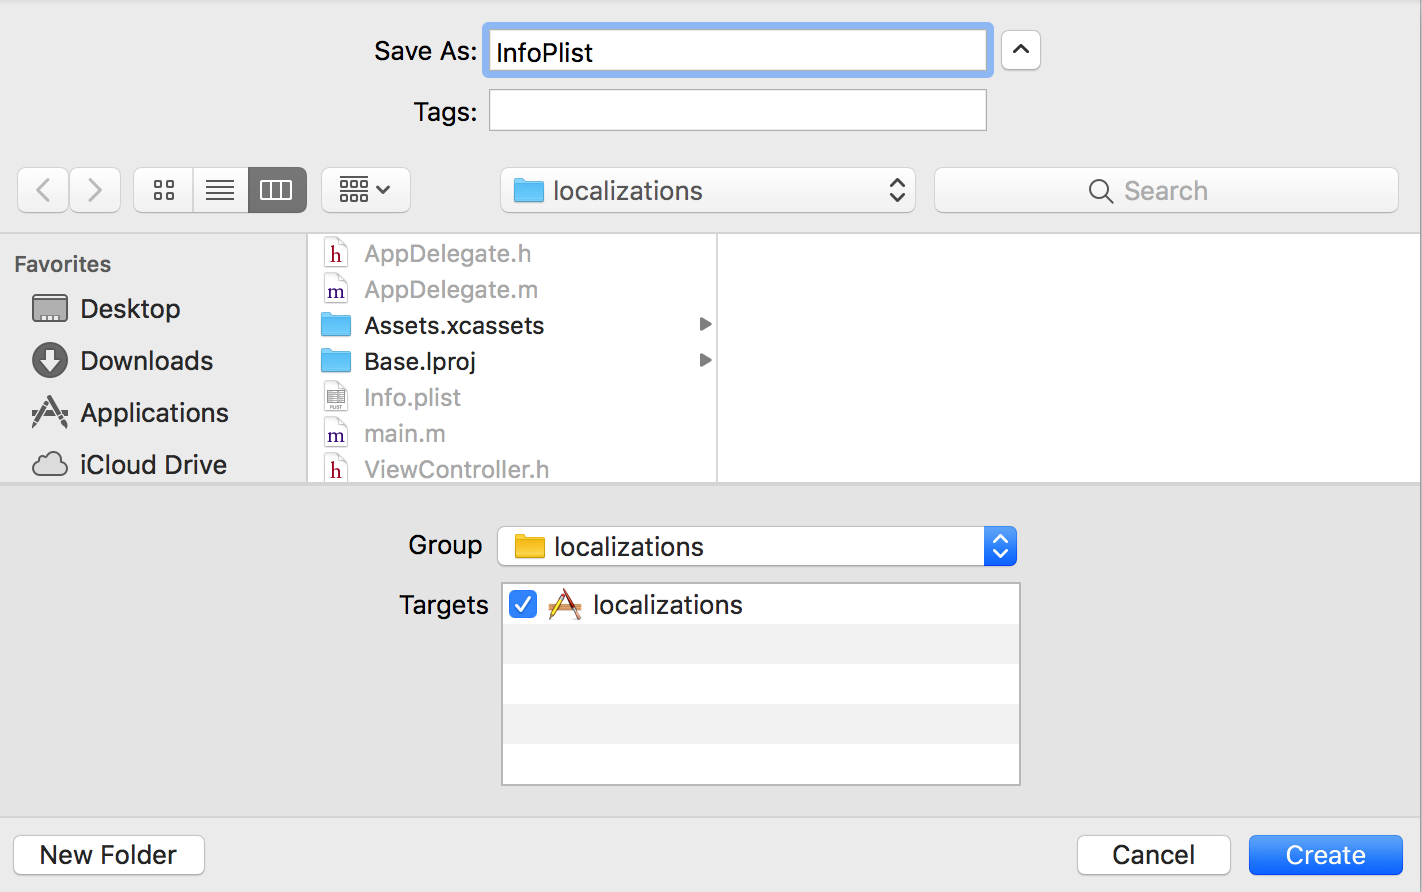 Save As: InfoPlist
Tags:
localizations
Search
Favorites
Desktop
Downloads
Applications
iCloud Drive
h AppDelegate.h
m AppDelegate.m
Assets.xcassets
Base.lproj
PLIST Info.plist
m main.m
h ViewController.h
Group localizations
Targets localizations
New Folder
Cancel
Create